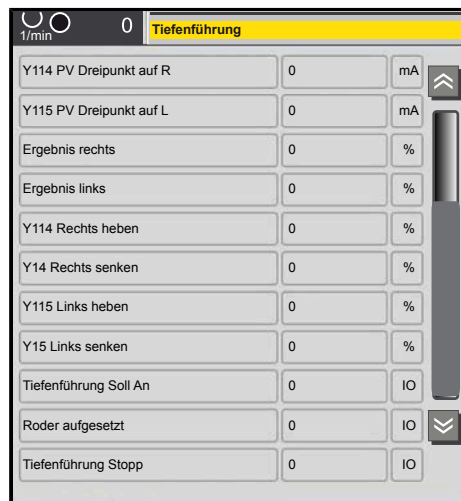 1/min 0 Tiefenführung
Y114 PV Dreipunkt auf R 0 mA
Y115 PV Dreipunkt auf L 0 mA
Ergebnis rechts 0 %
Ergebnis links 0 %
Y114 Rechts heben 0 %
Y14 Rechts senken 0 %
Y115 Links heben 0 %
Y15 Links senken 0 %
Tiefenführung Soll An 0 IO
Roder aufgesetzt 0 IO
Tiefenführung Stopp 0 IO